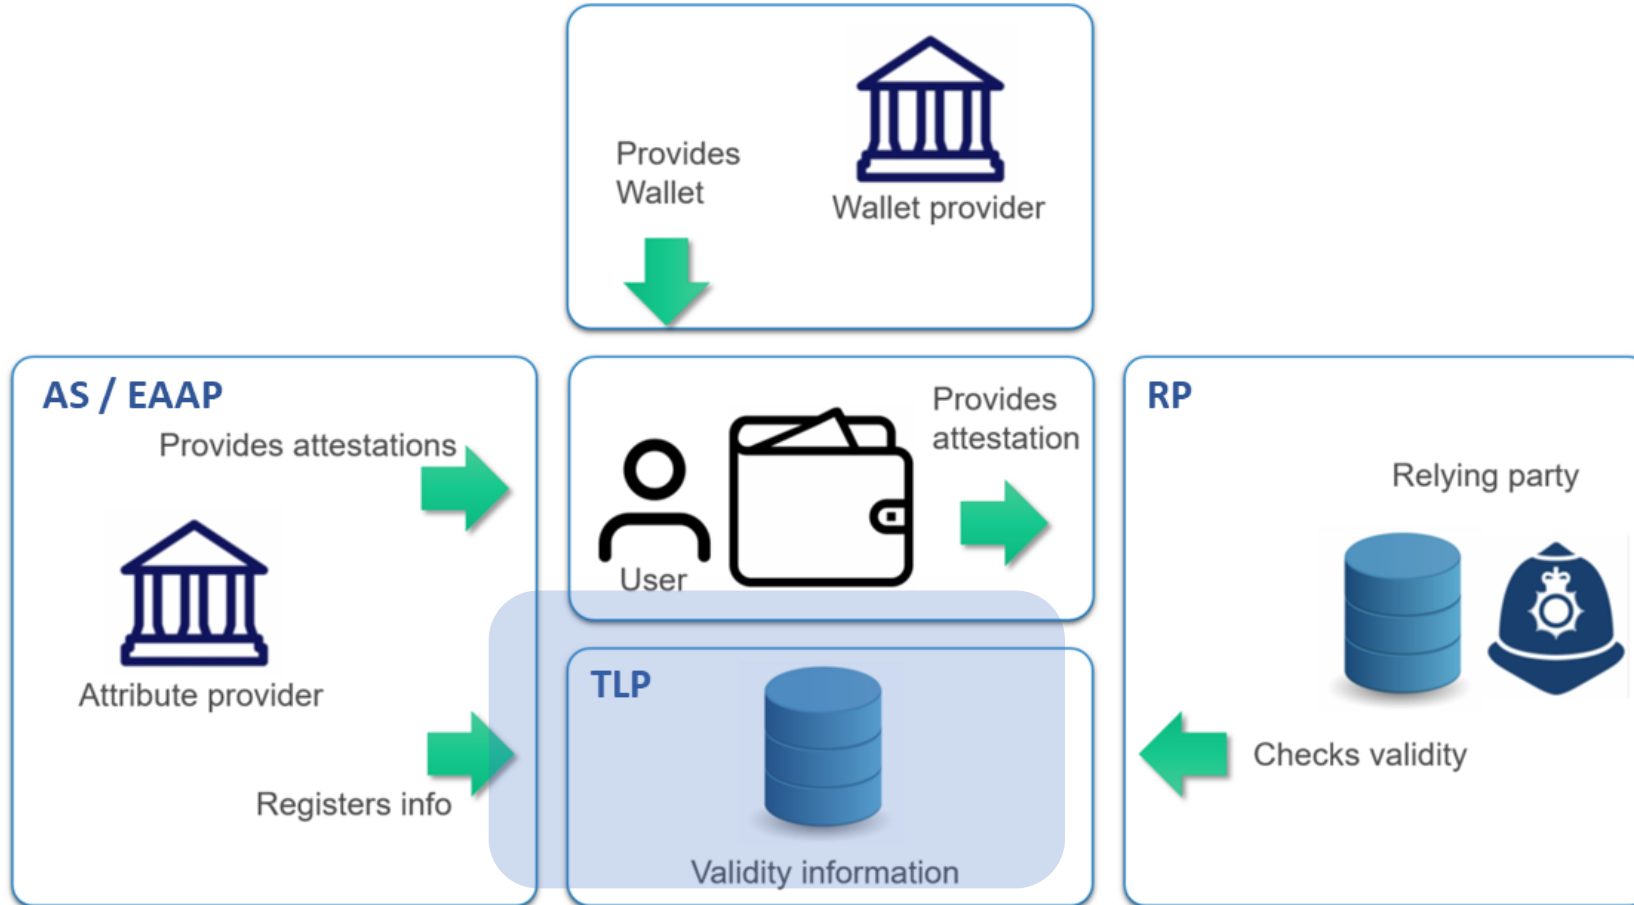 Provides
Wallet
Wallet provider
AS / EAAP
Provides attestations
Attribute provider
Registers info
Provides
attestation
User
TLP
Validity information
RP
Relying party
Checks validity